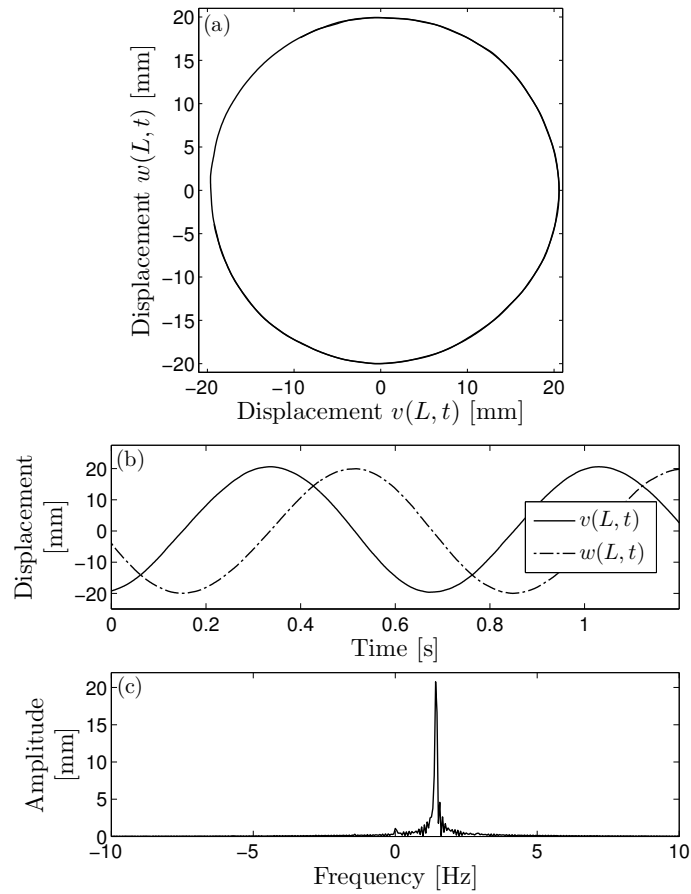 (a)
Displacement w(L, t) [mm]
20
15
10
5
0
−5
−10
−15
−20
−20 −10 0 10 20
Displacement v(L, t) [mm]
(b)
Displacement
[mm]
20
10
0
−10
−20
v(L, t)
w(L, t)
0 0.2 0.4 0.6 0.8 1
Time [s]
(c)
Amplitude
[mm]
20
15
10
5
0
−10 −5 0 5 10
Frequency [Hz]